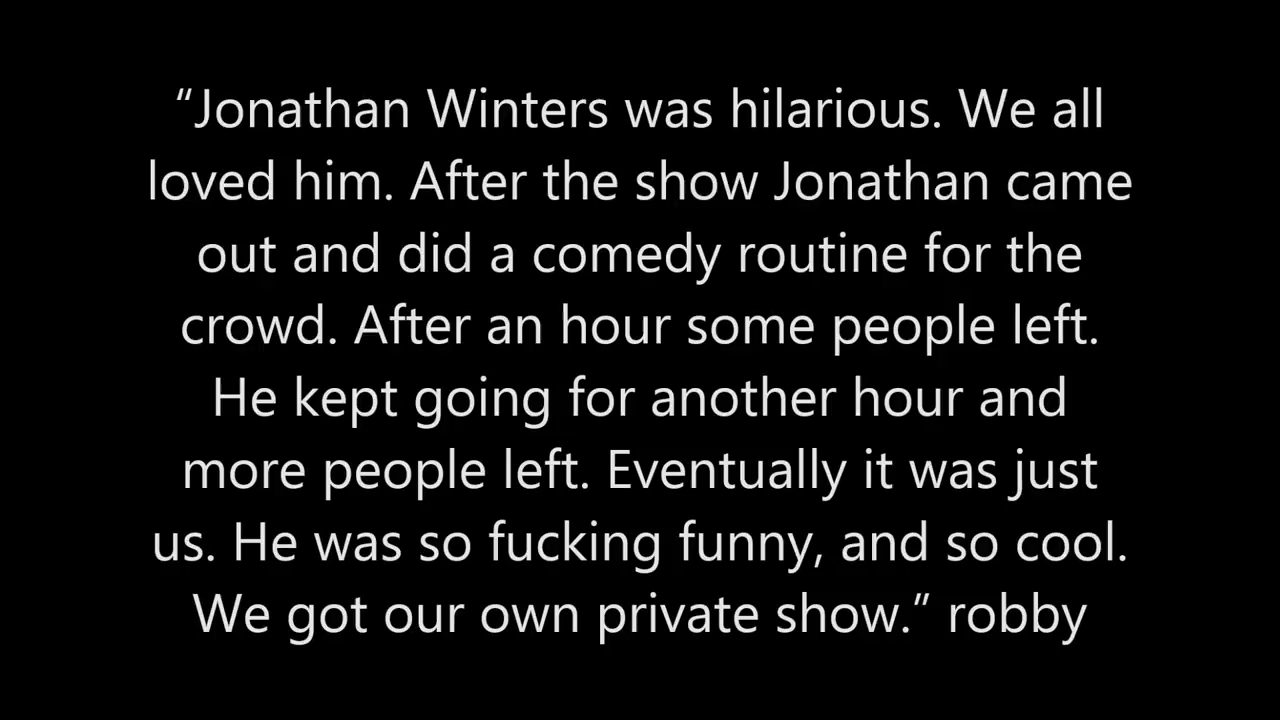 “Jonathan Winters was hilarious. We all
loved him. After the show Jonathan came
out and did a comedy routine for the
crowd. After an hour some people left.
He kept going for another hour and
more people left. Eventually it was just
us. He was so fucking funny, and so cool.
We got our own private show.” robby